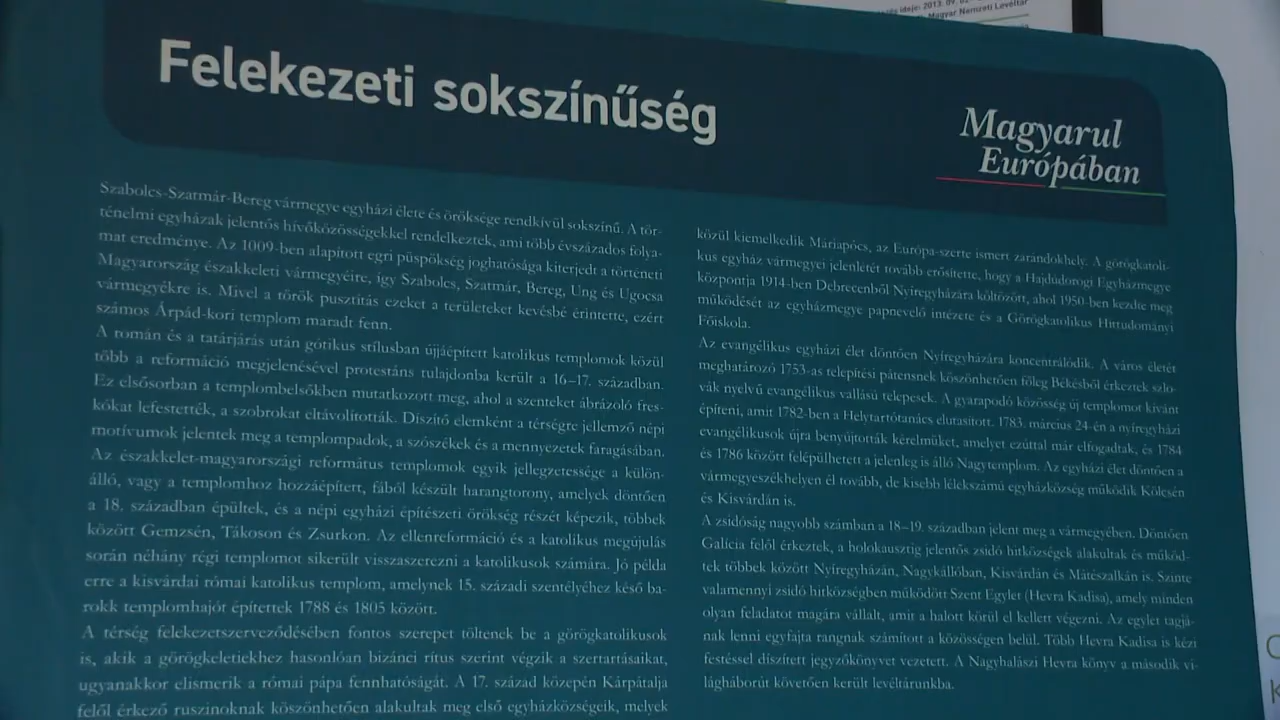 ideje: 2013. 09.
Magyar Nemzeti Levéltár
Felekezeti sokszínűség
Magyarul
Európában
Szabolcs-Szatmár-Bereg vármegye egyházi élete és öröksége rendkívül sokszínű. A tör-
ténelmi egyházak jelentős hívőközösségekkel rendelkeztek, ami több évszázados folya-
mat eredménye. Az 1009-ben alapított egri püspökség joghatósága kiterjedt a történeti
Magyarország északkeleti vármegyéire, így Szabolcs, Szatmár, Bereg, Ung és Ugocsa
vármegyékre is. Mivel a török pusztítás ezeket a területeket kevésbé érintette, ezért
számos Árpád-kori templom maradt fenn.
A román és a tatárjárás után gótikus stílusban újjáépített katolikus templomok közül
több a reformáció megjelenésével protestáns tulajdonba került a 16–17. században.
Ez elsősorban a templombelsőkben mutatkozott meg, ahol a szenteket ábrázoló fres-
kókat lefestették, a szobrokat eltávolították. Díszítő elemként a térségre jellemző népi
motívumok jelentek meg a templompadok, a szószékek és a mennyezetek faragásában.
Az északkelet-magyarországi református templomok egyik jellegzetessége a külön-
álló, vagy a templomhoz hozzáépített, fából készült harangtorony, amelyek döntően
a 18. században épültek, és a népi egyházi építészeti örökség részét képezik, többek
között Gemzsén, Tákoson és Zsurkon. Az ellenreformáció és a katolikus megújulás
során néhány régi templomot sikerült visszaszerezni a katolikusok számára. Jó példa
erre a kisvárdai római katolikus templom, amelynek 15. századi szentélyéhez késő ba-
rokk templomhajót építettek 1788 és 1805 között.
A térség felekezetszerveződésében fontos szerepet töltenek be a görögkatolikusok
is, akik a görögkeletiekhez hasonlóan bizánci rítus szerint végzik a szertartásaikat,
ugyanakkor elismerik a római pápa fennhatóságát. A 17. század közepén Kárpátalja
felől érkező ruszinoknak köszönhetően alakultak meg első egyházközségeik, melyek
közül kiemelkedik Máriapócs, az Európa-szerte ismert zarándokhely. A görögkatoli-
kus egyház vármegyei jelenlétét tovább erősítette, hogy a Hajdúdorogi Egyházmegye
központja 1914-ben Debrecenből Nyíregyházára költözött, ahol 1950-ben kezdte meg
működését az egyházmegye papnevelő intézete és a Görögkatolikus Hittudományi
Főiskola.
Az evangélikus egyházi élet döntően Nyíregyházára koncentrálódik. A város életét
meghatározó 1753-as telepítési pátensnek köszönhetően főleg Békésből érkeztek szlo-
vák nyelvű evangélikus vallású telepesek. A gyarapodó közösség új templomot kívánt
építeni, amit 1782-ben a Helytartótanács elutasított. 1783. március 24-én a nyíregyházi
evangélikusok újra benyújtották kérelmüket, amelyet ezúttal már elfogadtak, és 1784
és 1786 között felépülhetett a jelenleg is álló Nagytemplom. Az egyházi élet döntően a
vármegyeszékhelyen él tovább, de kisebb lélekszámú egyházközség működik Kölcsén
és Kisvárdán is.
A zsidóság nagyobb számban a 18–19. században jelent meg a vármegyében. Döntően
Galícia felől érkeztek, a holokausztig jelentős zsidó hitközségek alakultak és működ-
tek többek között Nyíregyházán, Nagykállóban, Kisvárdán és Mátészalkán is. Szinte
valamennyi zsidó hitközségben működött Szent Egylet (Hevra Kadisa), amely minden
olyan feladatot magára vállalt, amit a halott körül el kellett végezni. Az egylet tagjá-
nak lenni egyfajta rangnak számított a közösségen belül. Több Hevra Kadisa is kézi
festéssel díszített jegyzőkönyvet vezetett. A Nagyhalászi Hevra könyv a második vi-
lágháborút követően került levéltárunkba.